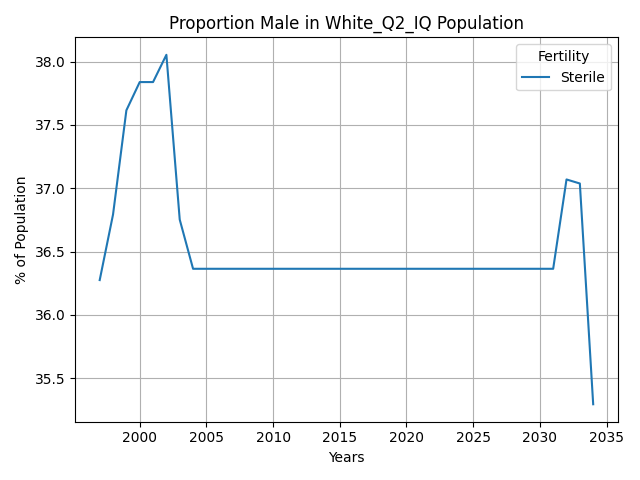 Proportion Male in White_Q2_IQ Population
Fertility
Sterile
38.0
37.5
37.0
36.5
36.0
35.5
% of Population
2000 2005 2010 2015 2020 2025 2030 2035
Years